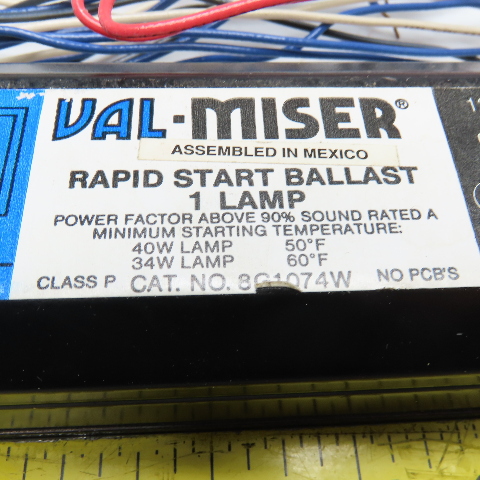 VAL-MISER®
ASSEMBLED IN MEXICO
RAPID START BALLAST
1 LAMP
POWER FACTOR ABOVE 90% SOUND RATED A
MINIMUM STARTING TEMPERATURE:
40W LAMP 50°F
34W LAMP 60°F
CLASS P CAT. NO. 8G1074W NO PCB'S